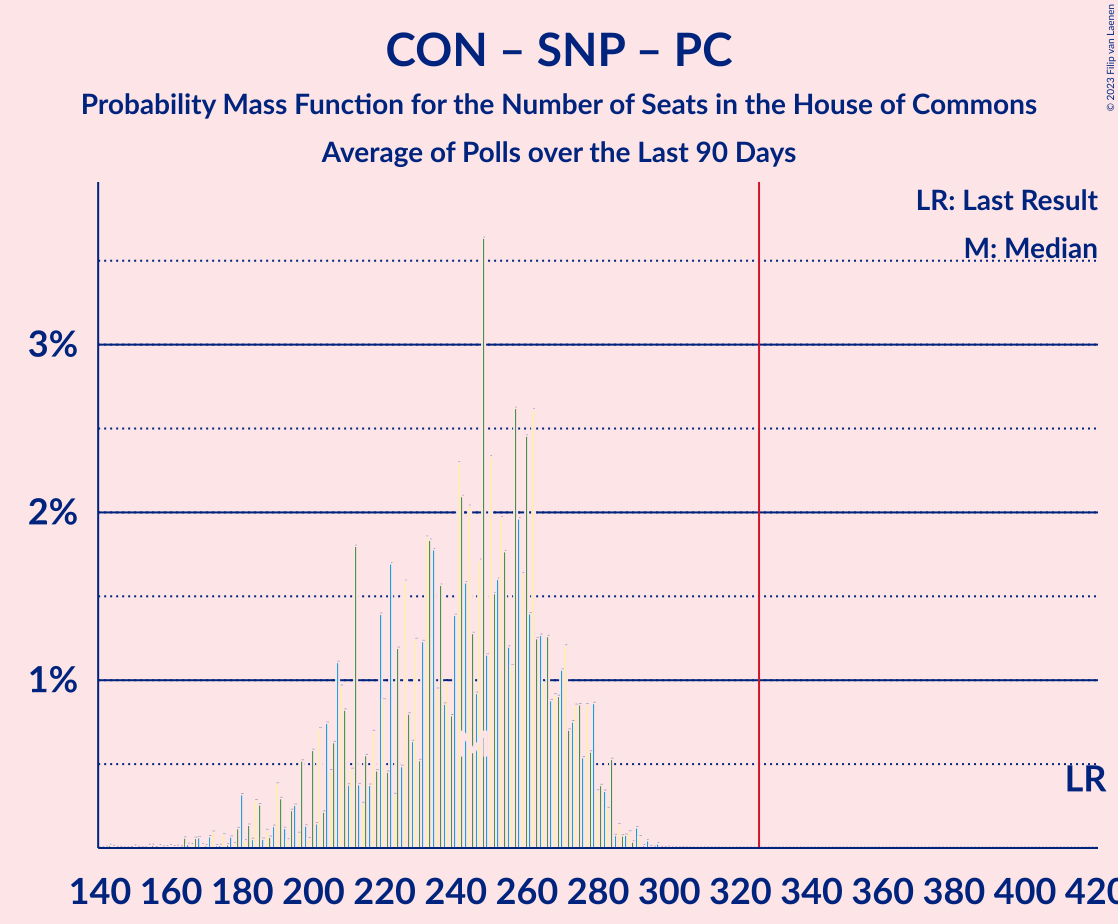 CON – SNP – PC
Probability Mass Function for the Number of Seats in the House of Commons
Average of Polls over the Last 90 Days
© 2023 Filip van Laenen
LR: Last Result
M: Median
3%
2%
1%
LR
140 160 180 200 220 240 260 280 300 320 340 360 380 400 420